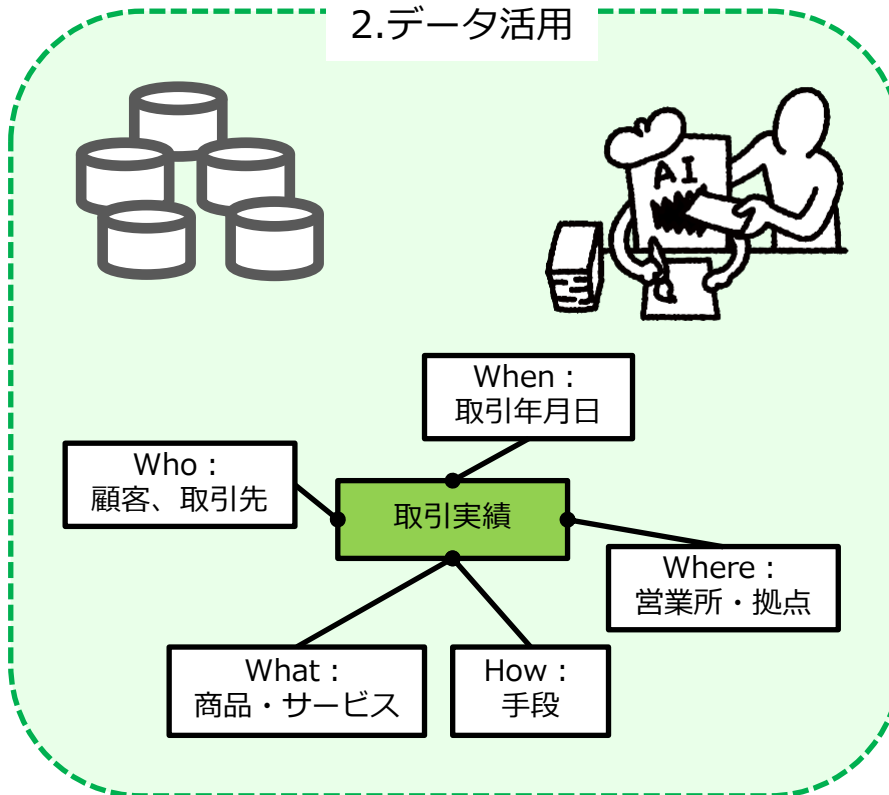 2.データ活用
AI
When：
取引年月日
Who：
顧客、取引先
取引実績
Where：
営業所・拠点
What：
商品・サービス
How：
手段